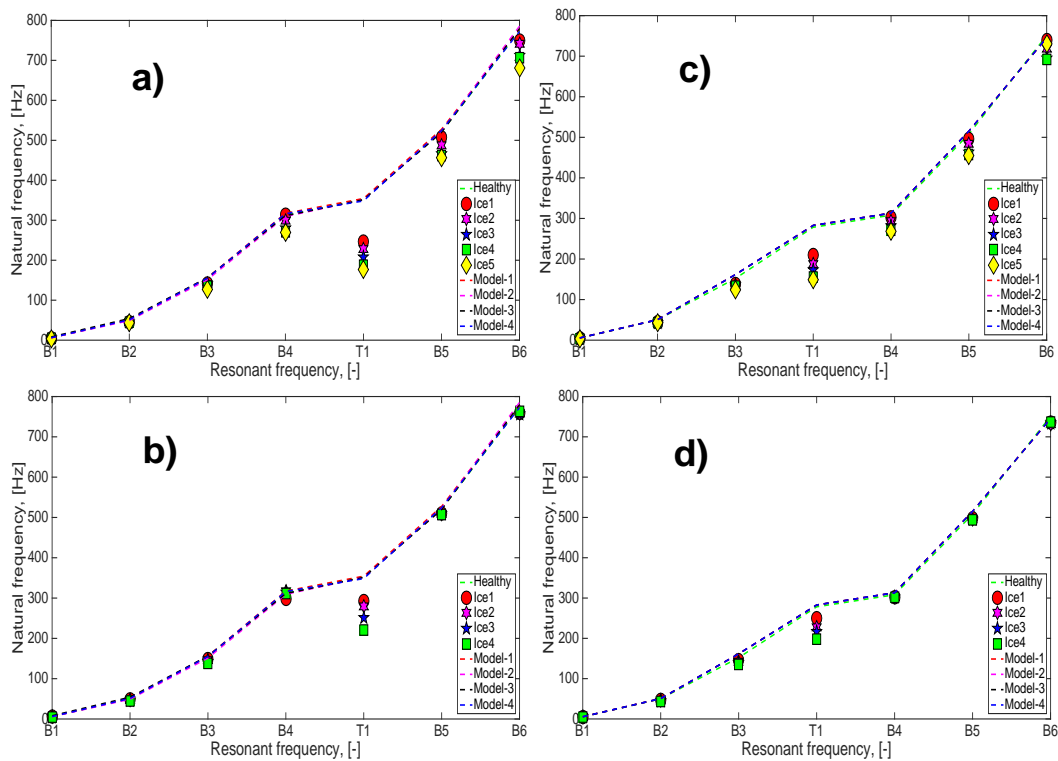 a)
Natural frequency, [Hz]
800
700
600
500
400
300
200
100
0
B1 B2 B3 B4 T1 B5 B6
Resonant frequency, [-]
Healthy
Ice1
Ice2
Ice3
Ice4
Ice5
Model-1
Model-2
Model-3
Model-4
c)
Natural frequency, [Hz]
800
700
600
500
400
300
200
100
0
B1 B2 B3 T1 B4 B5 B6
Resonant frequency, [-]
Healthy
Ice1
Ice2
Ice3
Ice4
Ice5
Model-1
Model-2
Model-3
Model-4
b)
Natural frequency, [Hz]
800
700
600
500
400
300
200
100
0
B1 B2 B3 B4 T1 B5 B6
Resonant frequency, [-]
Healthy
Ice1
Ice2
Ice3
Ice4
Model-1
Model-2
Model-3
Model-4
d)
Natural frequency, [Hz]
800
700
600
500
400
300
200
100
0
B1 B2 B3 T1 B4 B5 B6
Resonant frequency, [-]
Healthy
Ice1
Ice2
Ice3
Ice4
Model-1
Model-2
Model-3
Model-4